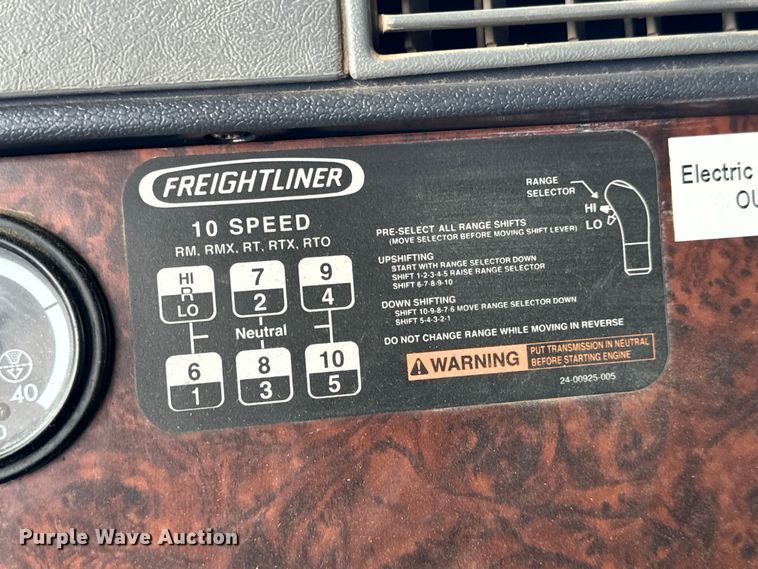 FREIGHTLINER
10 SPEED
RM, RMX, RT, RTX, RTO
HI
R
LO
7
2
9
4
Neutral
6
1
8
3
10
5
RANGE
SELECTOR
HI
LO
PRE-SELECT ALL RANGE SHIFTS
(MOVE SELECTOR BEFORE MOVING SHIFT LEVER)
UPSHIFTING
START WITH RANGE SELECTOR DOWN
SHIFT 1-2-3-4-5 RAISE RANGE SELECTOR
SHIFT 6-7-8-9-10
DOWN SHIFTING
SHIFT 10-9-8-7-6 MOVE RANGE SELECTOR DOWN
SHIFT 5-4-3-2-1
DO NOT CHANGE RANGE WHILE MOVING IN REVERSE
WARNING
PUT TRANSMISSION IN NEUTRAL
BEFORE STARTING ENGINE
24-00925-005
Electric
40
Purple Wave Auction